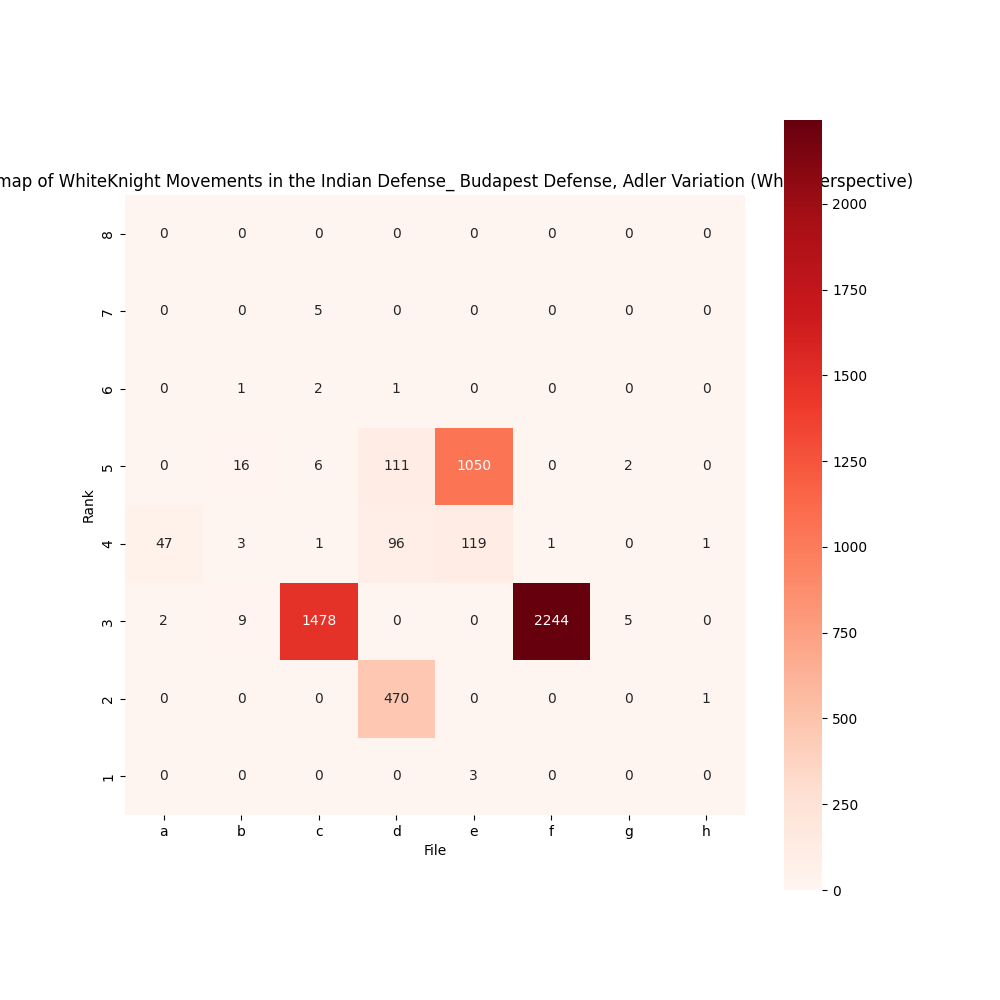 map of WhiteKnight Movements in the Indian Defense_ Budapest Defense, Adler Variation (Wh erspective)
8 0 0 0 0 0 0 0 0
7 0 0 5 0 0 0 0 0
6 0 1 2 1 0 0 0 0
5 0 16 6 111 1050 0 2 0
4 47 3 1 96 119 1 0 1
3 2 9 1478 0 0 2244 5 0
2 0 0 0 470 0 0 0 1
1 0 0 0 0 3 0 0 0
a b c d e f g h
File
Rank
2000
1750
1500
1250
1000
750
500
250
0